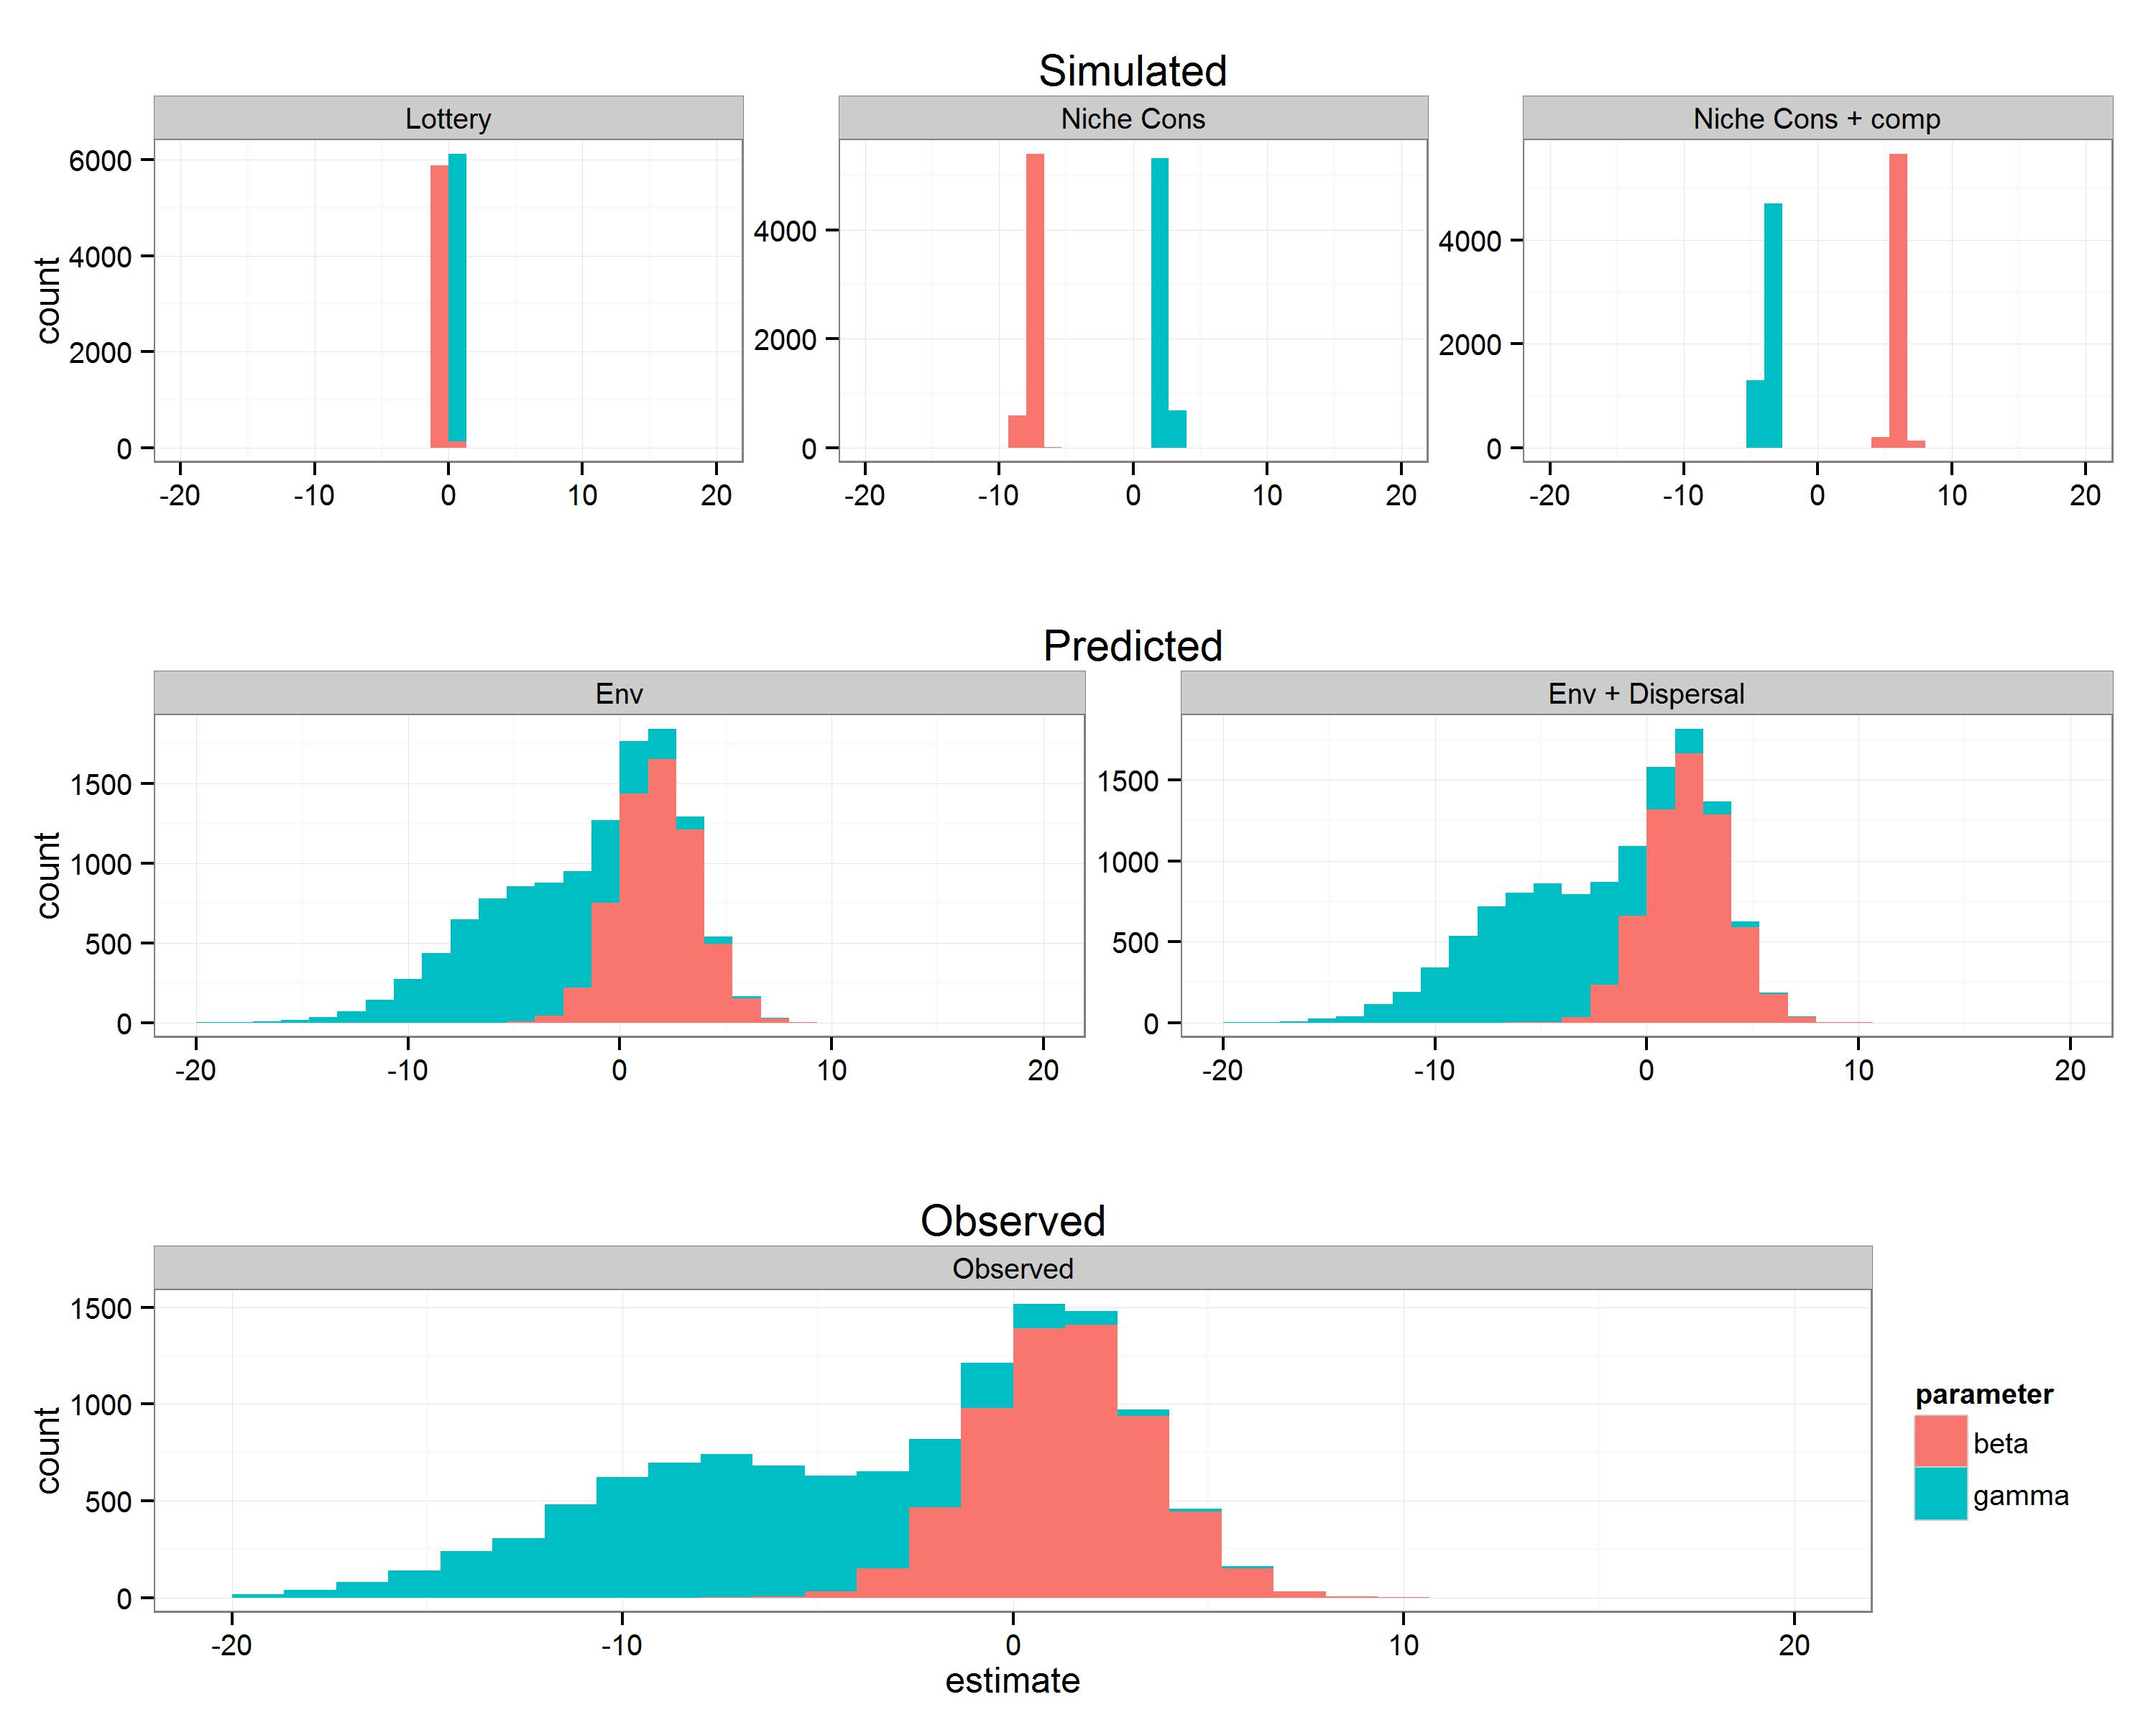 Simulated
Lottery
Niche Cons
Niche Cons + comp
count
6000
4000
2000
0
-20 -10 0 10 20
4000
2000
0
-20 -10 0 10 20
4000
2000
0
-20 -10 0 10 20
Predicted
Env
Env + Dispersal
count
1500
1000
500
0
-20 -10 0 10 20
1500
1000
500
0
-20 -10 0 10 20
Observed
Observed
count
1500
1000
500
0
-20 -10 0 10 20
estimate
parameter
beta
gamma